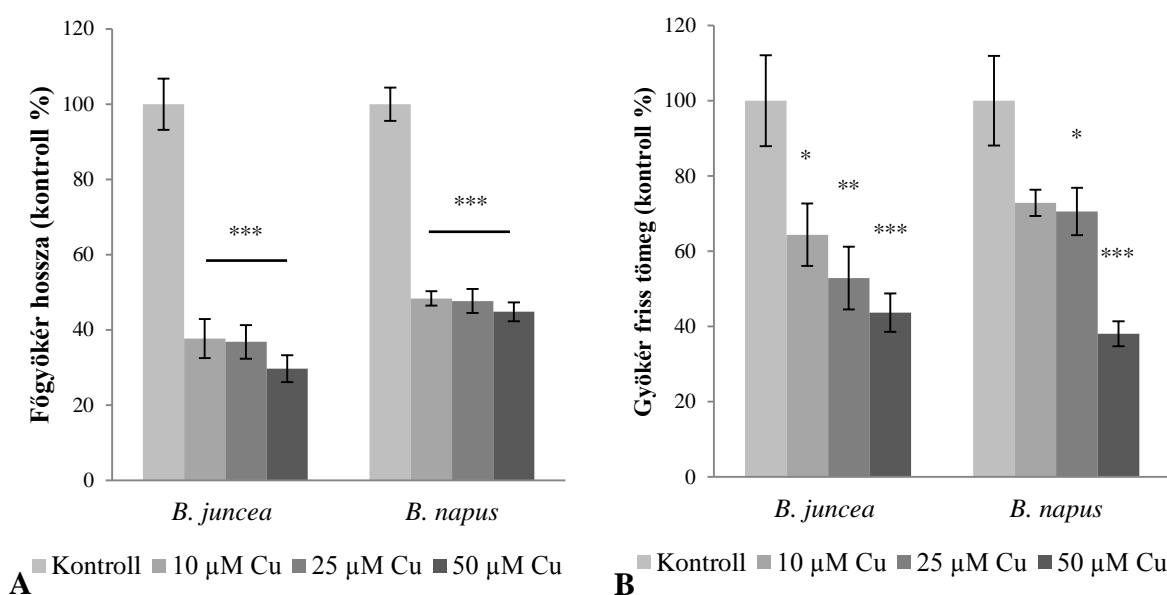 Főgyökér hossza (kontroll %)
120
100
80
60
40
20
0
***
***
B. juncea
B. napus
Kontroll 10 µM Cu 25 µM Cu 50 µM Cu
A
Gyökér friss tömeg (kontroll %)
120
100
80
60
40
20
0
*
**
***
*
***
B. juncea
B. napus
Kontroll 10 µM Cu 25 µM Cu 50 µM Cu
B